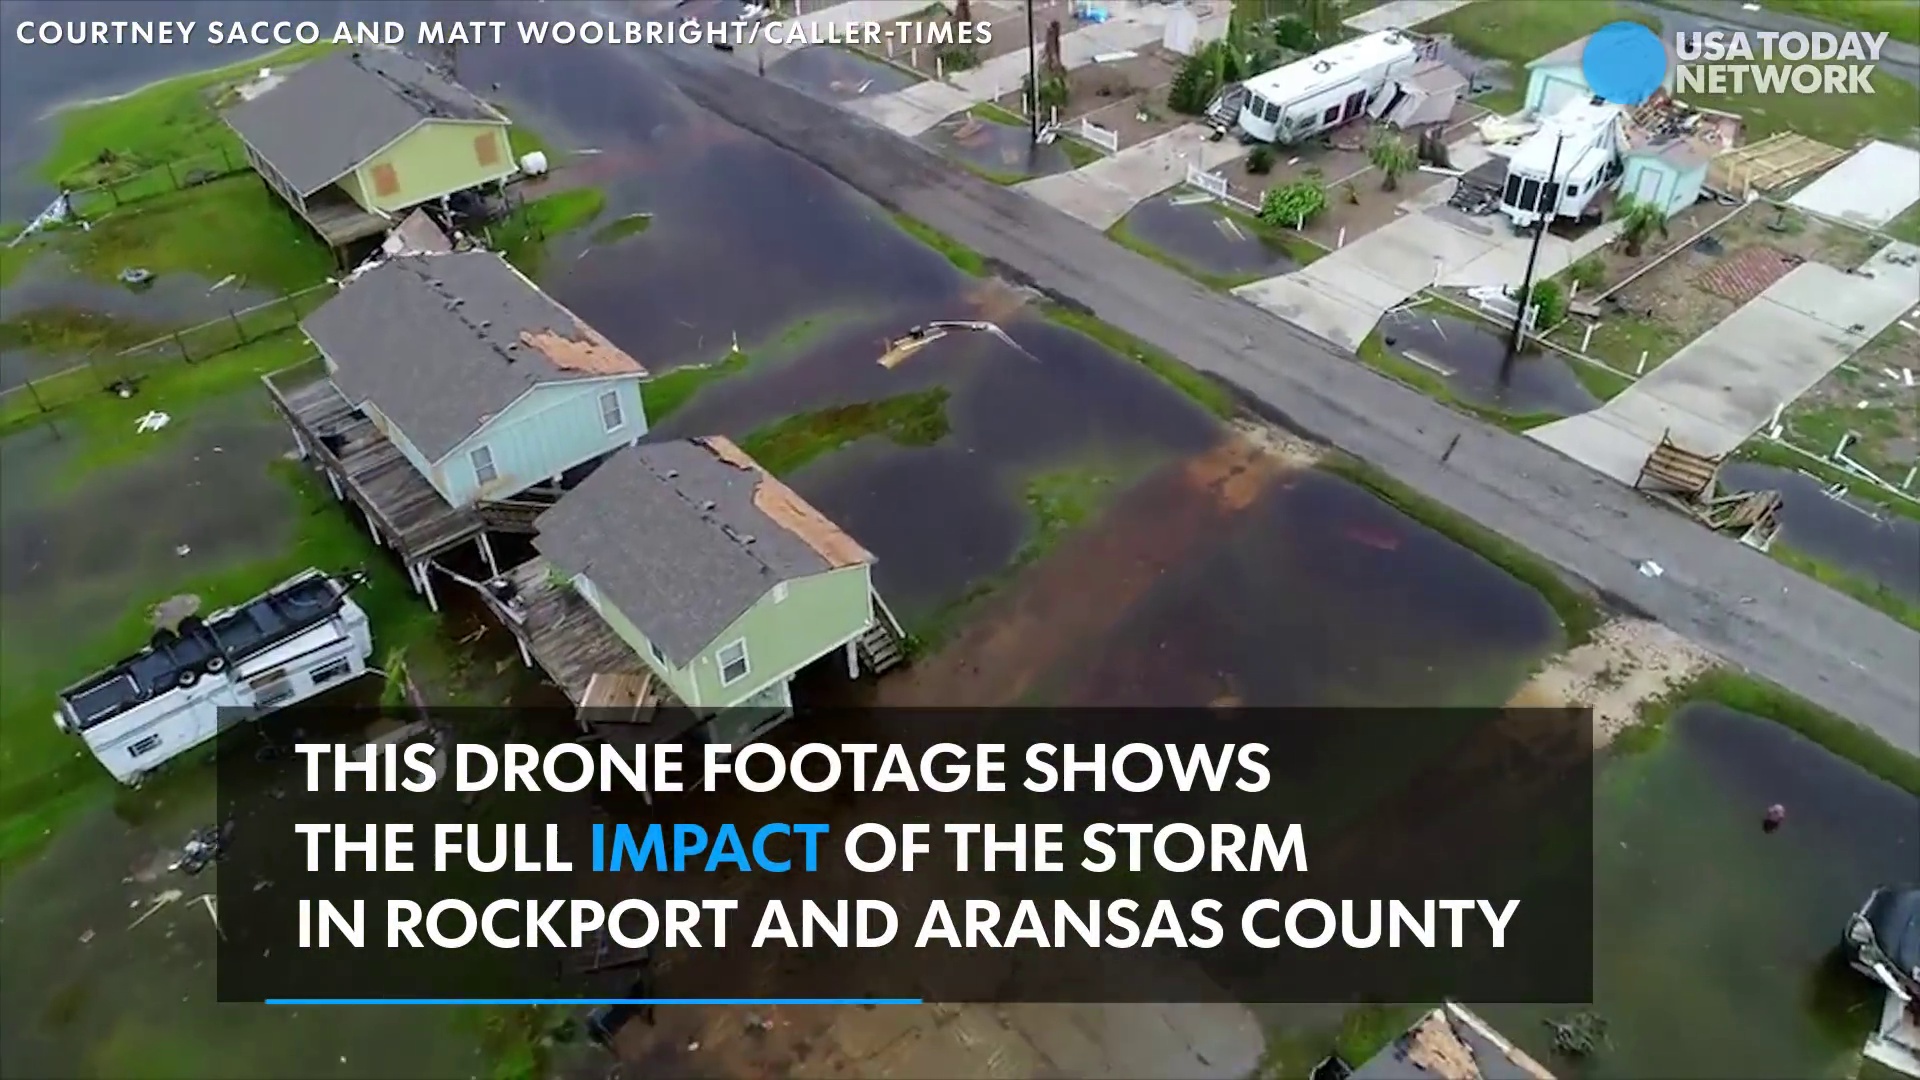 COURTNEY SACCO AND MATT WOOLBRIGHT/CALLER-TIMES
USA TODAY
NETWORK
THIS DRONE FOOTAGE SHOWS
THE FULL IMPACT OF THE STORM
IN ROCKPORT AND ARANSAS COUNTY